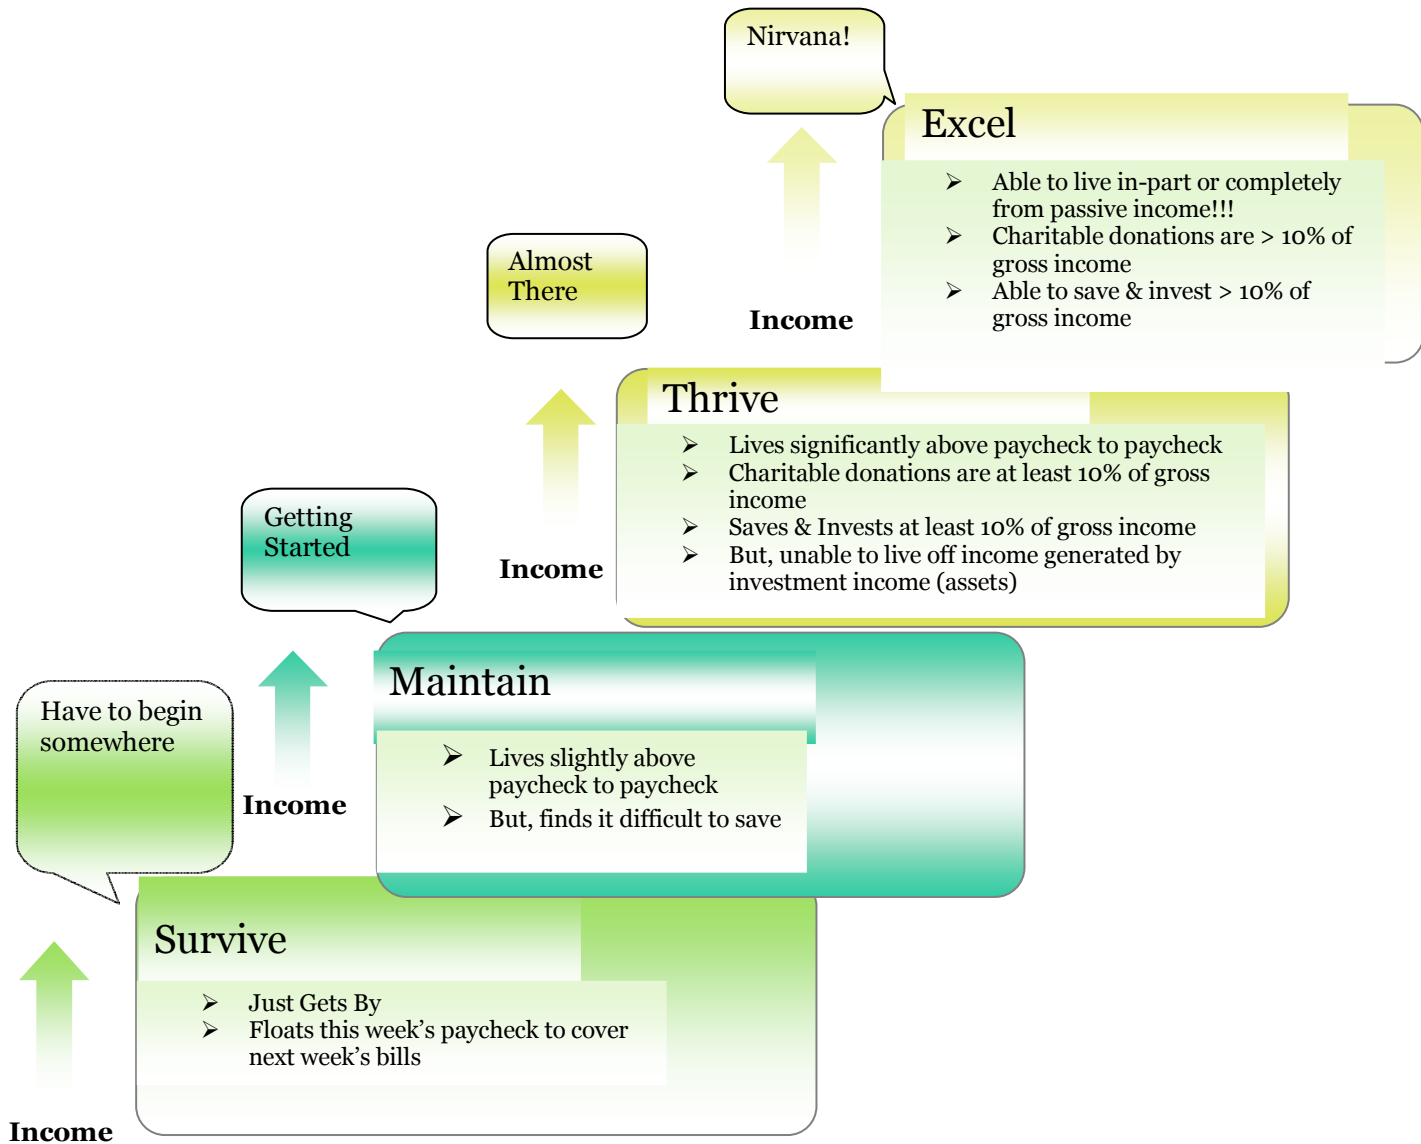 Nirvana!
Excel
➢ Able to live in-part or completely
from passive income!!!
➢ Charitable donations are > 10% of
gross income
➢ Able to save & invest > 10% of
gross income
Almost
There
Income
Thrive
➢ Lives significantly above paycheck to paycheck
➢ Charitable donations are at least 10% of gross
income
➢ Saves & Invests at least 10% of gross income
➢ But, unable to live off income generated by
investment income (assets)
Getting
Started
Income
Maintain
➢ Lives slightly above
paycheck to paycheck
➢ But, finds it difficult to save
Have to begin
somewhere
Income
Survive
➢ Just Gets By
➢ Floats this week’s paycheck to cover
next week’s bills
Income